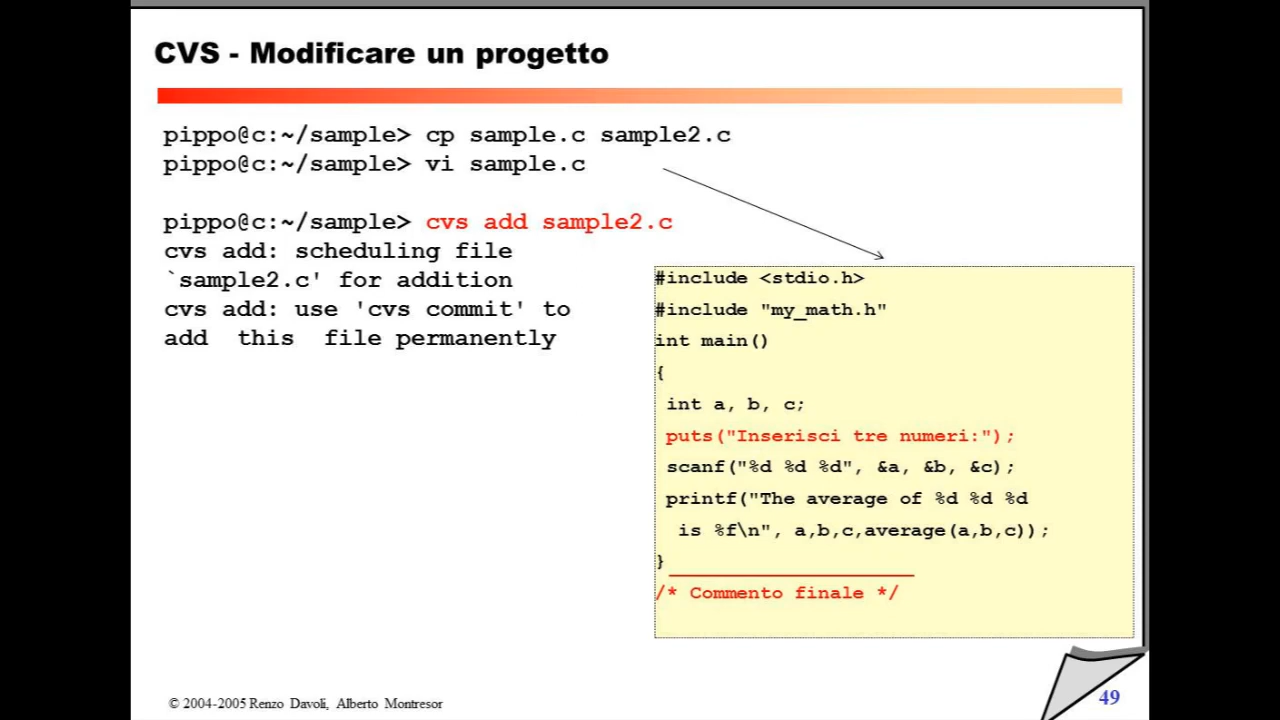 CVS - Modificare un progetto
pippo@c:~/sample> cp sample.c sample2.c
pippo@c:~/sample> vi sample.c
pippo@c:~/sample> cvs add sample2.c
cvs add: scheduling file
`sample2.c' for addition
cvs add: use 'cvs commit' to
add this file permanently
#include <stdio.h>
#include "my_math.h"
int main()
{
int a, b, c;
puts("Inserisci tre numeri:");
scanf("%d %d %d", &a, &b, &c);
printf("The average of %d %d %d
is %f\n", a,b,c,average(a,b,c));
}
/* Commento finale */
© 2004-2005 Renzo Davoli, Alberto Montresor
49